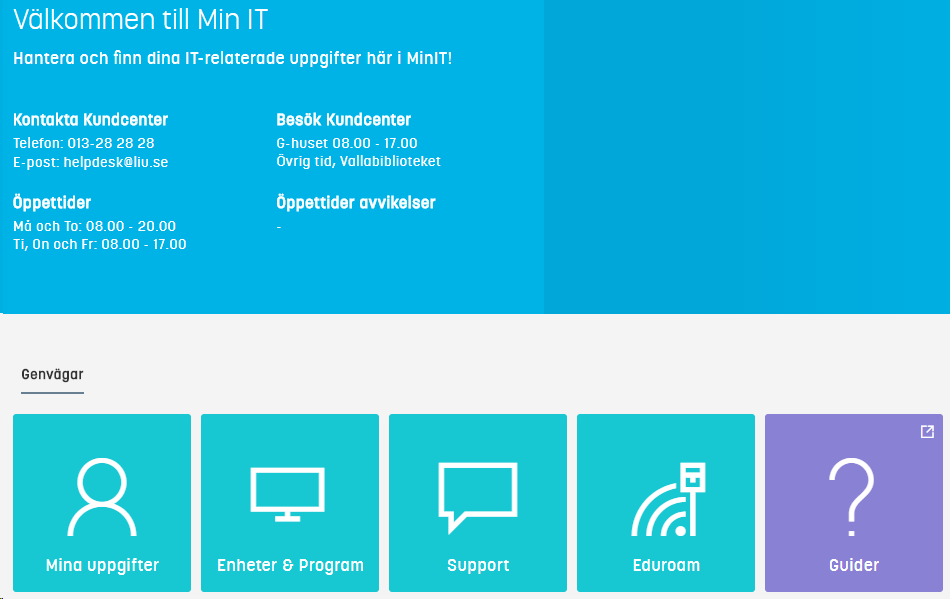 Välkommen till Min IT
Hantera och finn dina IT-relaterade uppgifter här i MinIT!
Kontakta Kundcenter
Telefon: 013-28 28 28
E-post: helpdesk@liu.se
Besök Kundcenter
G-huset 08.00 - 17.00
Övrig tid, Vallabiblioteket
Öppettider
Må och To: 08.00 - 20.00
Ti, On och Fr: 08.00 - 17.00
Öppettider avvikelser
-
Genvägar
Mina uppgifter
Enheter & Program
Support
Eduroam
Guider